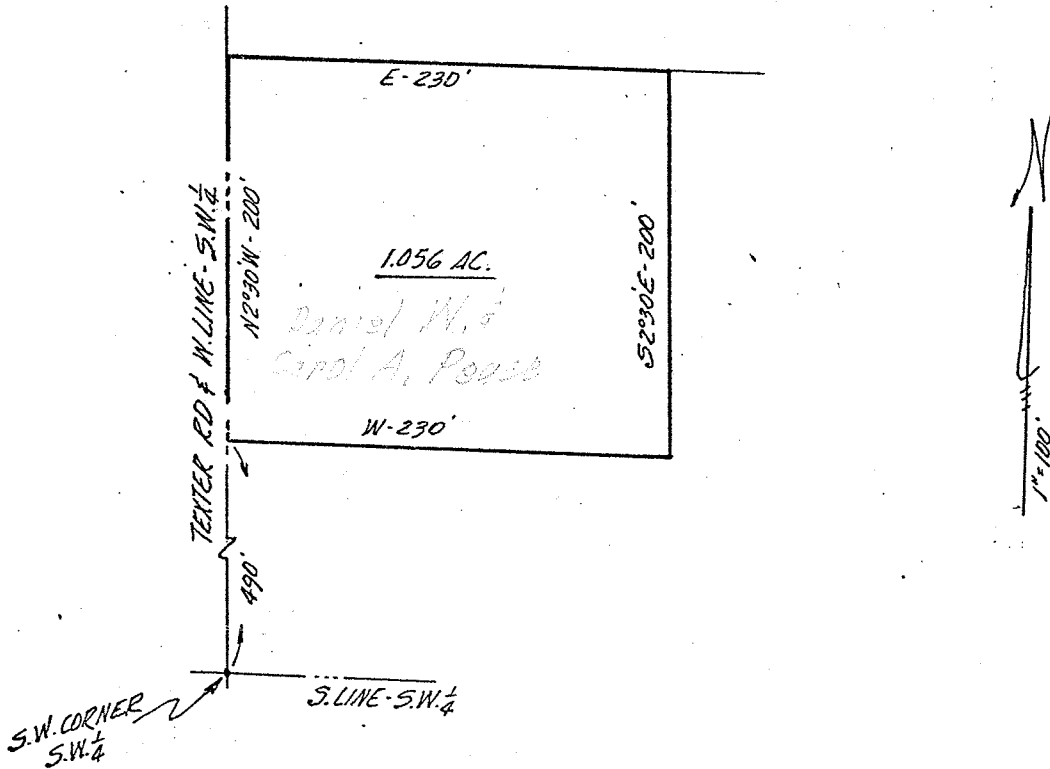 E-230'
TEXTER RD & W.LINE-S.W.¼
N2°30'W-200'
1.056 AC.
S2°30'E-200'
Daniel W. &
Carol A. Pease
W-230'
1"=100'
490'
S.LINE-S.W.¼
S.W. CORNER
S.W.¼